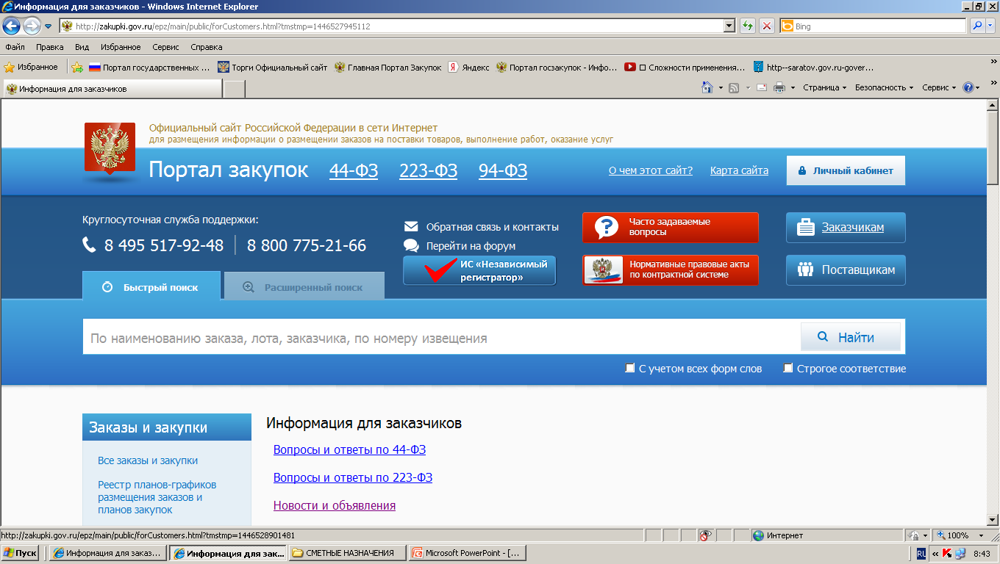 Информация для заказчиков - Windows Internet Explorer
http://zakupki.gov.ru/epz/main/public/forCustomers.html?tmstmp=1446527945112
Bing
Файл Правка Вид Избранное Сервис Справка
Избранное Портал государственных ... Торги Официальный сайт Главная Портал Закупок Яндекс Портал госзакупок - Инфо... Сложности применения... http--saratov.gov.ru-gover...
Информация для заказчиков
Страница Безопасность Сервис
Официальный сайт Российской Федерации в сети Интернет
для размещения информации о размещении заказов на поставки товаров, выполнение работ, оказание услуг
Портал закупок 44-ФЗ 223-ФЗ 94-ФЗ
О чем этот сайт? Карта сайта Личный кабинет
Круглосуточная служба поддержки:
8 495 517-92-48 8 800 775-21-66
Обратная связь и контакты
Перейти на форум
ИС «Независимый
регистратор»
Часто задаваемые
вопросы
Нормативные правовые акты
по контрактной системе
Заказчикам
Поставщикам
Быстрый поиск Расширенный поиск
По наименованию заказа, лота, заказчика, по номеру извещения
Найти
С учетом всех форм слов Строгое соответствие
Заказы и закупки
Все заказы и закупки
Реестр планов-графиков
размещения заказов и
планов закупок
Информация для заказчиков
Вопросы и ответы по 44-ФЗ
Вопросы и ответы по 223-ФЗ
Новости и объявления
http://zakupki.gov.ru/epz/main/public/forCustomers.html?tmstmp=1446528901481
Интернет 100%
Пуск Информация для заказ... Информация для зак... СМЕТНЫЕ НАЗНАЧЕНИЯ Microsoft PowerPoint - [... RU 8:43